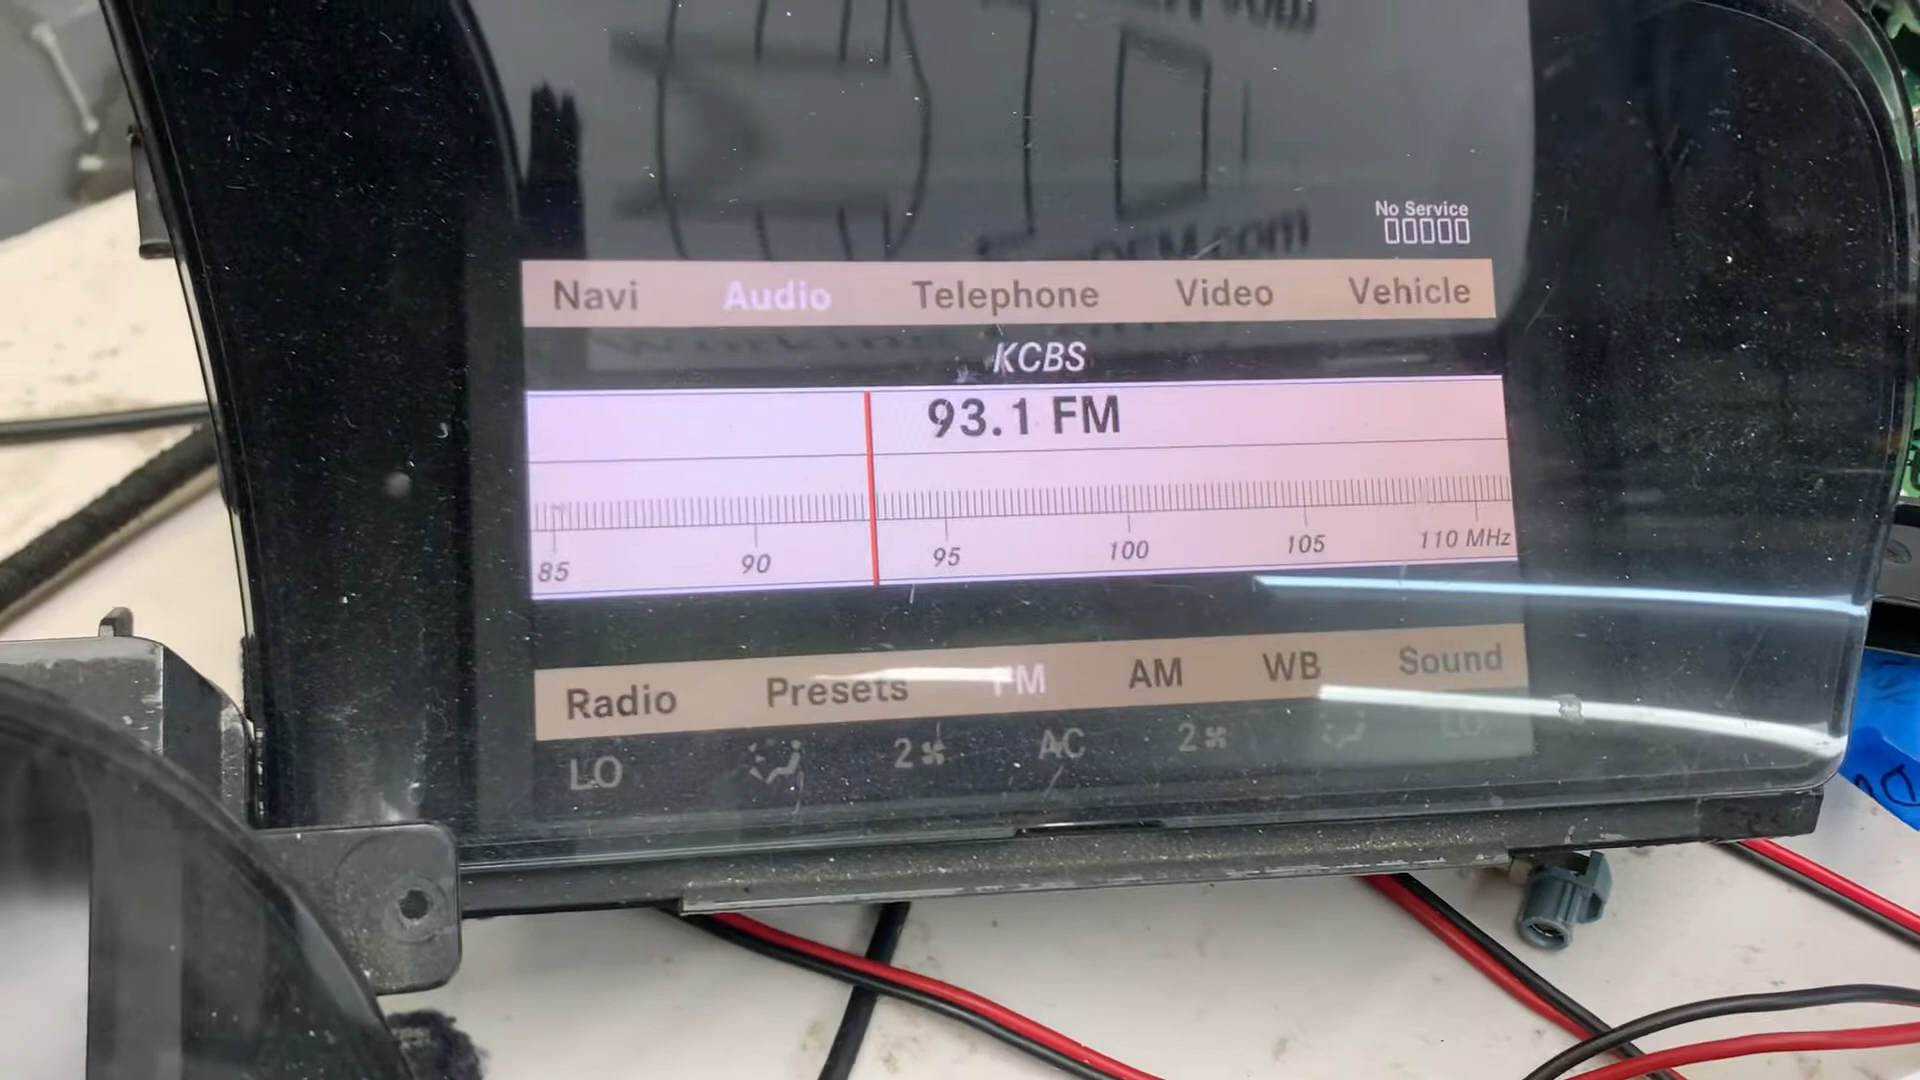 No Service
Navi Audio Telephone Video Vehicle
KCBS
93.1 FM
85 90 95 100 105 110 MHz
Radio Presets FM AM WB Sound
LO 2 AC 2 LO